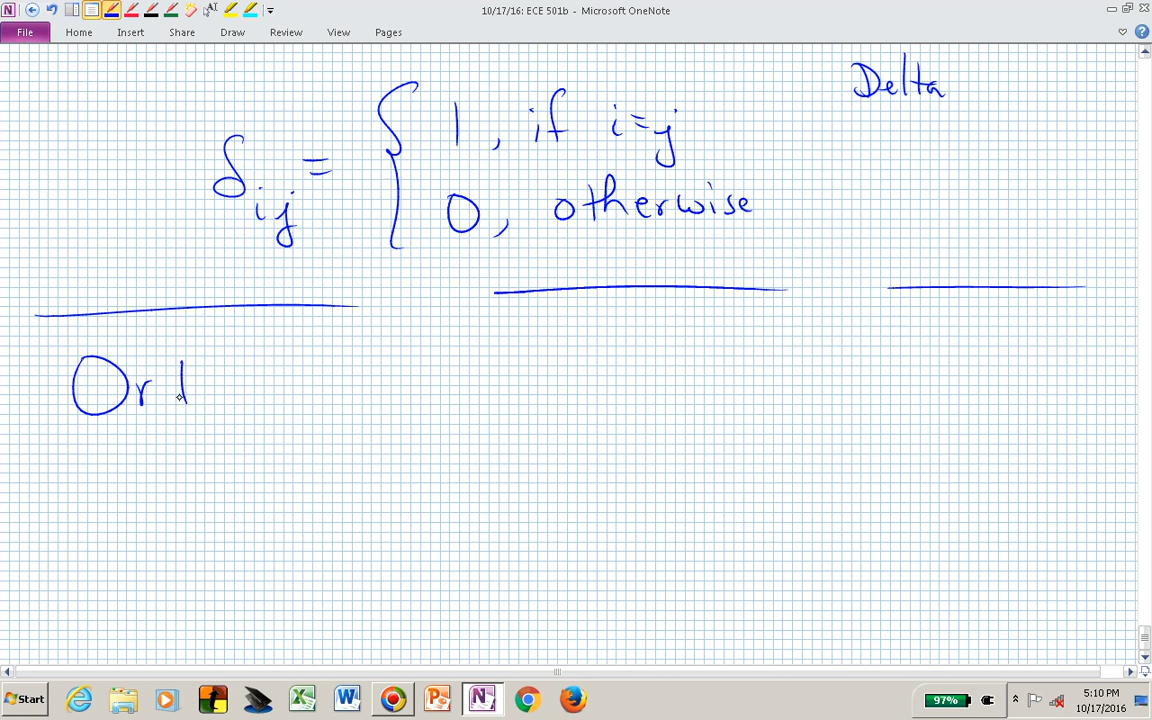 10/17/16: ECE 501b - Microsoft OneNote
File Home Insert Share Draw Review View Pages
Delta
δij = { 1, if i=j
0, otherwise
Or
97% 5:10 PM
10/17/2016
Start